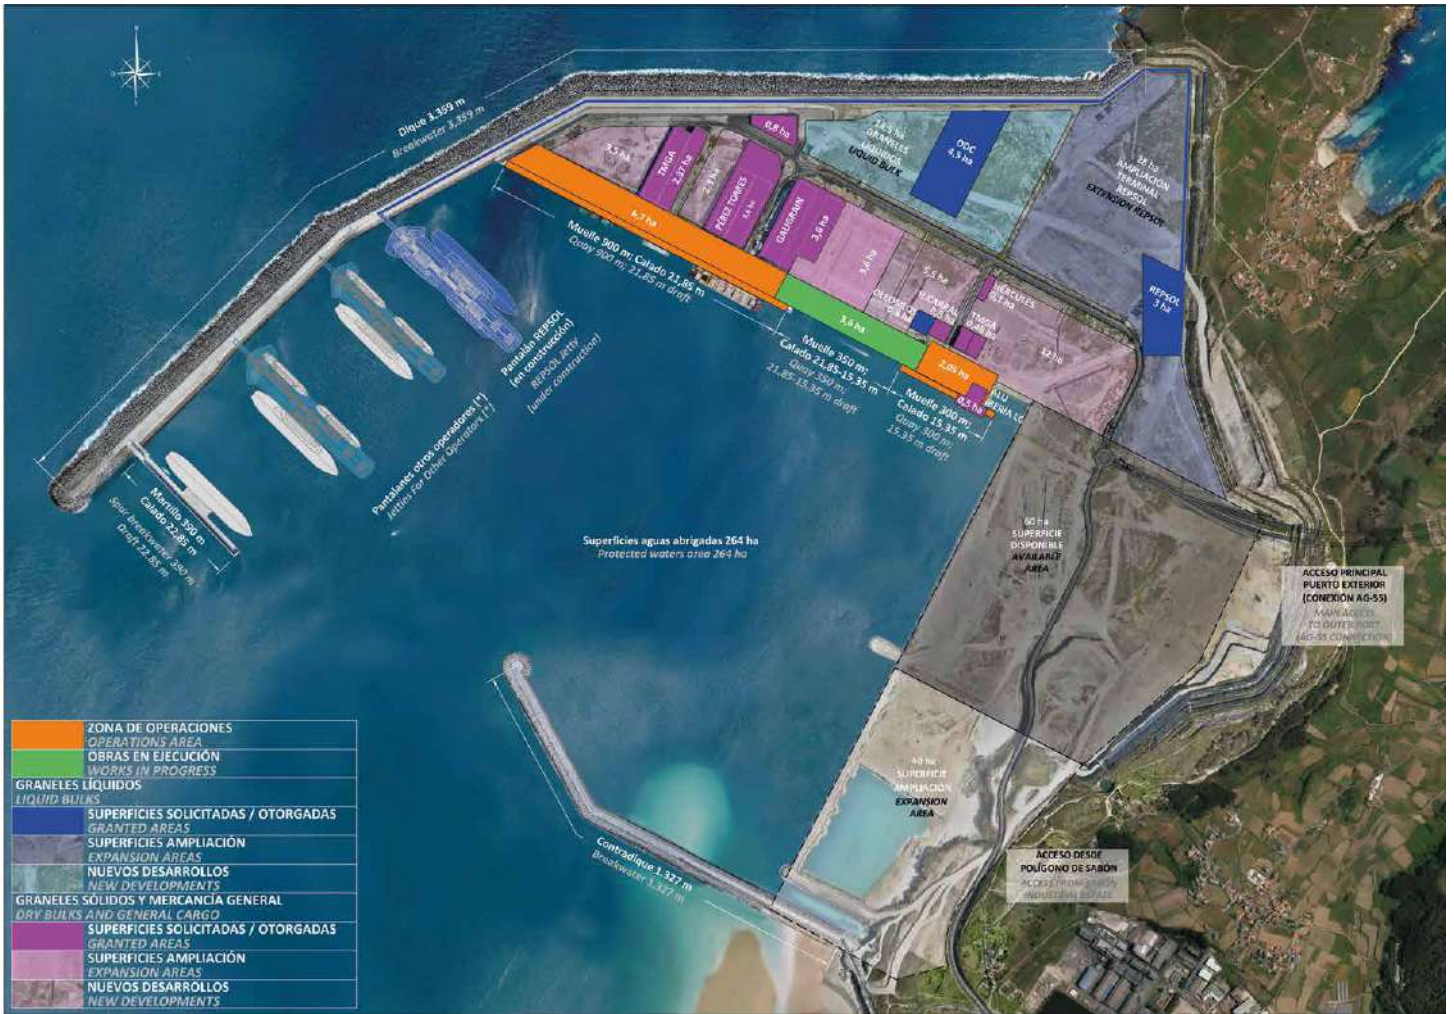 Dique 3.359 m
Breakwater 3,359 m
0,8 ha
14,5 ha
GRANELES
LÍQUIDOS
LIQUID BULK
ODC
4,5 ha
28 ha
AMPLIACIÓN
TERMINAL
REPSOL
EXTENSION REPSOL
REPSOL
3 ha
3,5 ha
TMGA
2,37 ha
PÉREZ TORRES
GALIGRAIN
3,6 ha
3,6 ha
5,5 ha
HÉRCULES
TMGA
12 ha
6,7 ha
3,6 ha
2,05 ha
0,5 ha
Muelle 900 m; Calado 21,85 m
Quay 900 m; 21,85 m draft
Muelle 350 m;
Calado 21,85-15,35 m
Quay 350 m;
21,85-15,35 m draft
Muelle 300 m;
Calado 15,35 m
Quay 300 m;
15,35 m draft
Pantalán REPSOL
(en construcción)
REPSOL Jetty
(under construction)
Pantalanes otros operadores (*)
Jetties For Other Operators (*)
Martillo 390 m
Calado 22,85 m
Spur breakwater 390 m
Draft 22,85 m
Superficies aguas abrigadas 264 ha
Protected waters area 264 ha
60 ha
SUPERFICIE
DISPONIBLE
AVAILABLE
AREA
ACCESO PRINCIPAL
PUERTO EXTERIOR
(CONEXIÓN AG-55)
MAIN ACCESS
TO OUTER PORT
(AG-55 CONNECTION)
40 ha
SUPERFICIE
AMPLIACIÓN
EXPANSION
AREA
ACCESO DESDE
POLÍGONO DE SABÓN
ACCESS FROM SABÓN
INDUSTRIAL ESTATE
Contradique 1.327 m
Breakwater 1,327 m
ZONA DE OPERACIONES
OPERATIONS AREA
OBRAS EN EJECUCIÓN
WORKS IN PROGRESS
GRANELES LÍQUIDOS
LIQUID BULKS
SUPERFICIES SOLICITADAS / OTORGADAS
GRANTED AREAS
SUPERFICIES AMPLIACIÓN
EXPANSION AREAS
NUEVOS DESARROLLOS
NEW DEVELOPMENTS
GRANELES SÓLIDOS Y MERCANCÍA GENERAL
DRY BULKS AND GENERAL CARGO
SUPERFICIES SOLICITADAS / OTORGADAS
GRANTED AREAS
SUPERFICIES AMPLIACIÓN
EXPANSION AREAS
NUEVOS DESARROLLOS
NEW DEVELOPMENTS